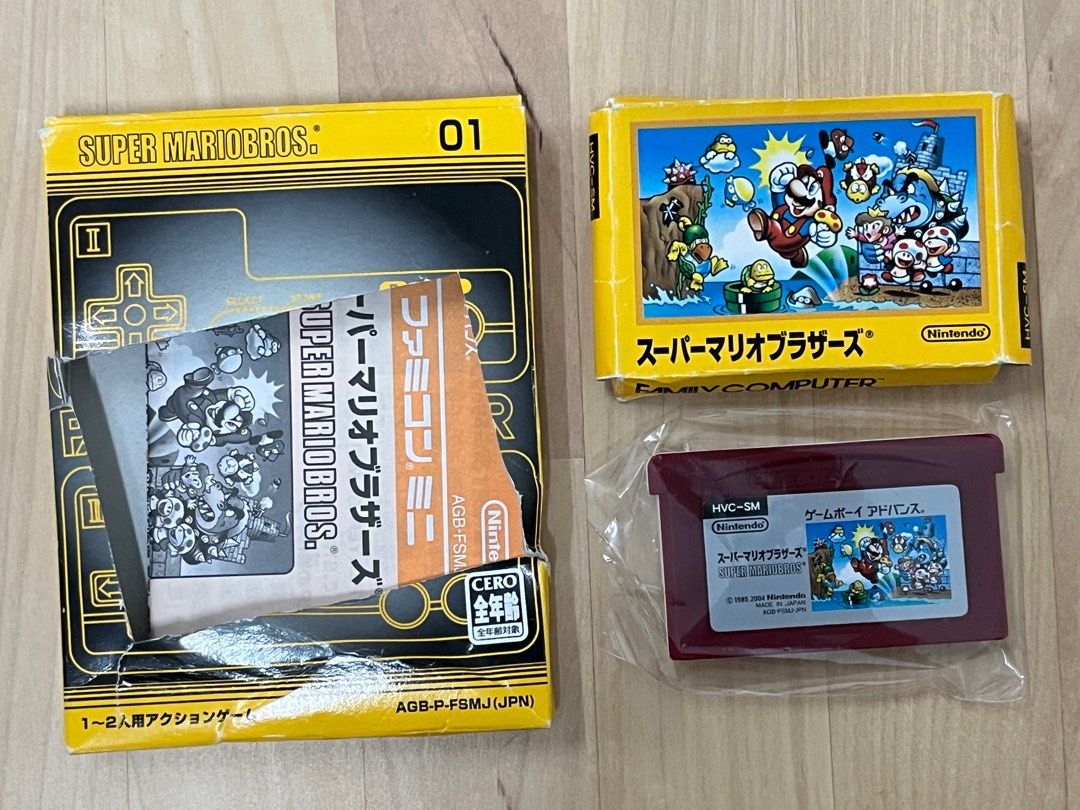 SUPER MARIOBROS.®
01
II
SELECT
ーパーマリオブラザーズ®
SUPER MARIOBROS.®
ファミコン®ミニ
AGB-FSM
Nint
CERO
全年齢
全年齢対象
1～2人用アクションゲーム
AGB-P-FSMJ(JPN)
HVC-SM
HVC-SM
スーパーマリオブラザーズ®
Nintendo
FAMILY COMPUTER™
HVC-SM
Nintendo
ゲームボーイ アドバンス®
スーパーマリオブラザーズ®
SUPER MARIOBROS®
© 1985,2004 Nintendo
MADE IN JAPAN
AGB-FSMJ-JPN